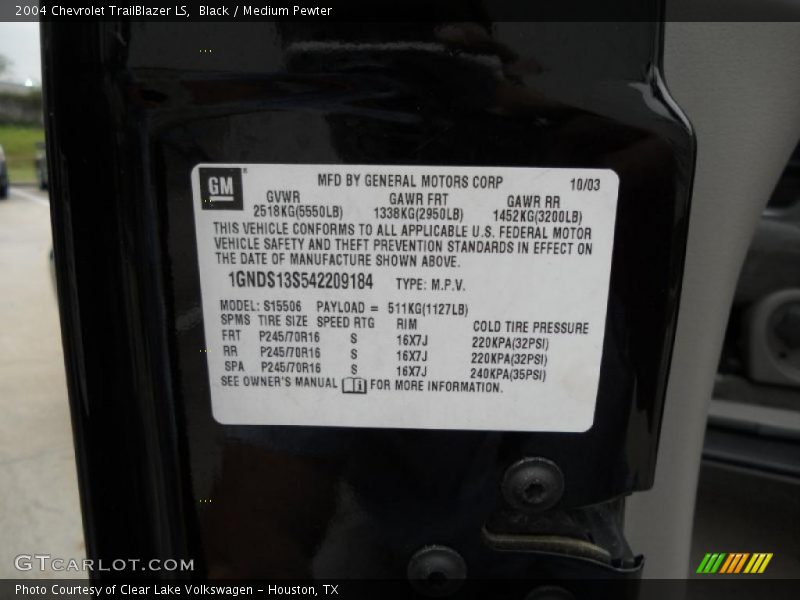 2004 Chevrolet TrailBlazer LS,  Black / Medium Pewter
GM
MFD BY GENERAL MOTORS CORP 10/03
GVWR GAWR FRT GAWR RR
2518KG(5550LB) 1338KG(2950LB) 1452KG(3200LB)
THIS VEHICLE CONFORMS TO ALL APPLICABLE U.S. FEDERAL MOTOR
VEHICLE SAFETY AND THEFT PREVENTION STANDARDS IN EFFECT ON
THE DATE OF MANUFACTURE SHOWN ABOVE.
1GNDS13S542209184 TYPE: M.P.V.
MODEL: S15506 PAYLOAD = 511KG(1127LB)
SPMS TIRE SIZE SPEED RTG RIM COLD TIRE PRESSURE
FRT P245/70R16 S 16X7J 220KPA(32PSI)
RR P245/70R16 S 16X7J 220KPA(32PSI)
SPA P245/70R16 S 16X7J 240KPA(35PSI)
SEE OWNER'S MANUAL FOR MORE INFORMATION.
GTCARLOT.COM
Photo Courtesy of Clear Lake Volkswagen - Houston, TX